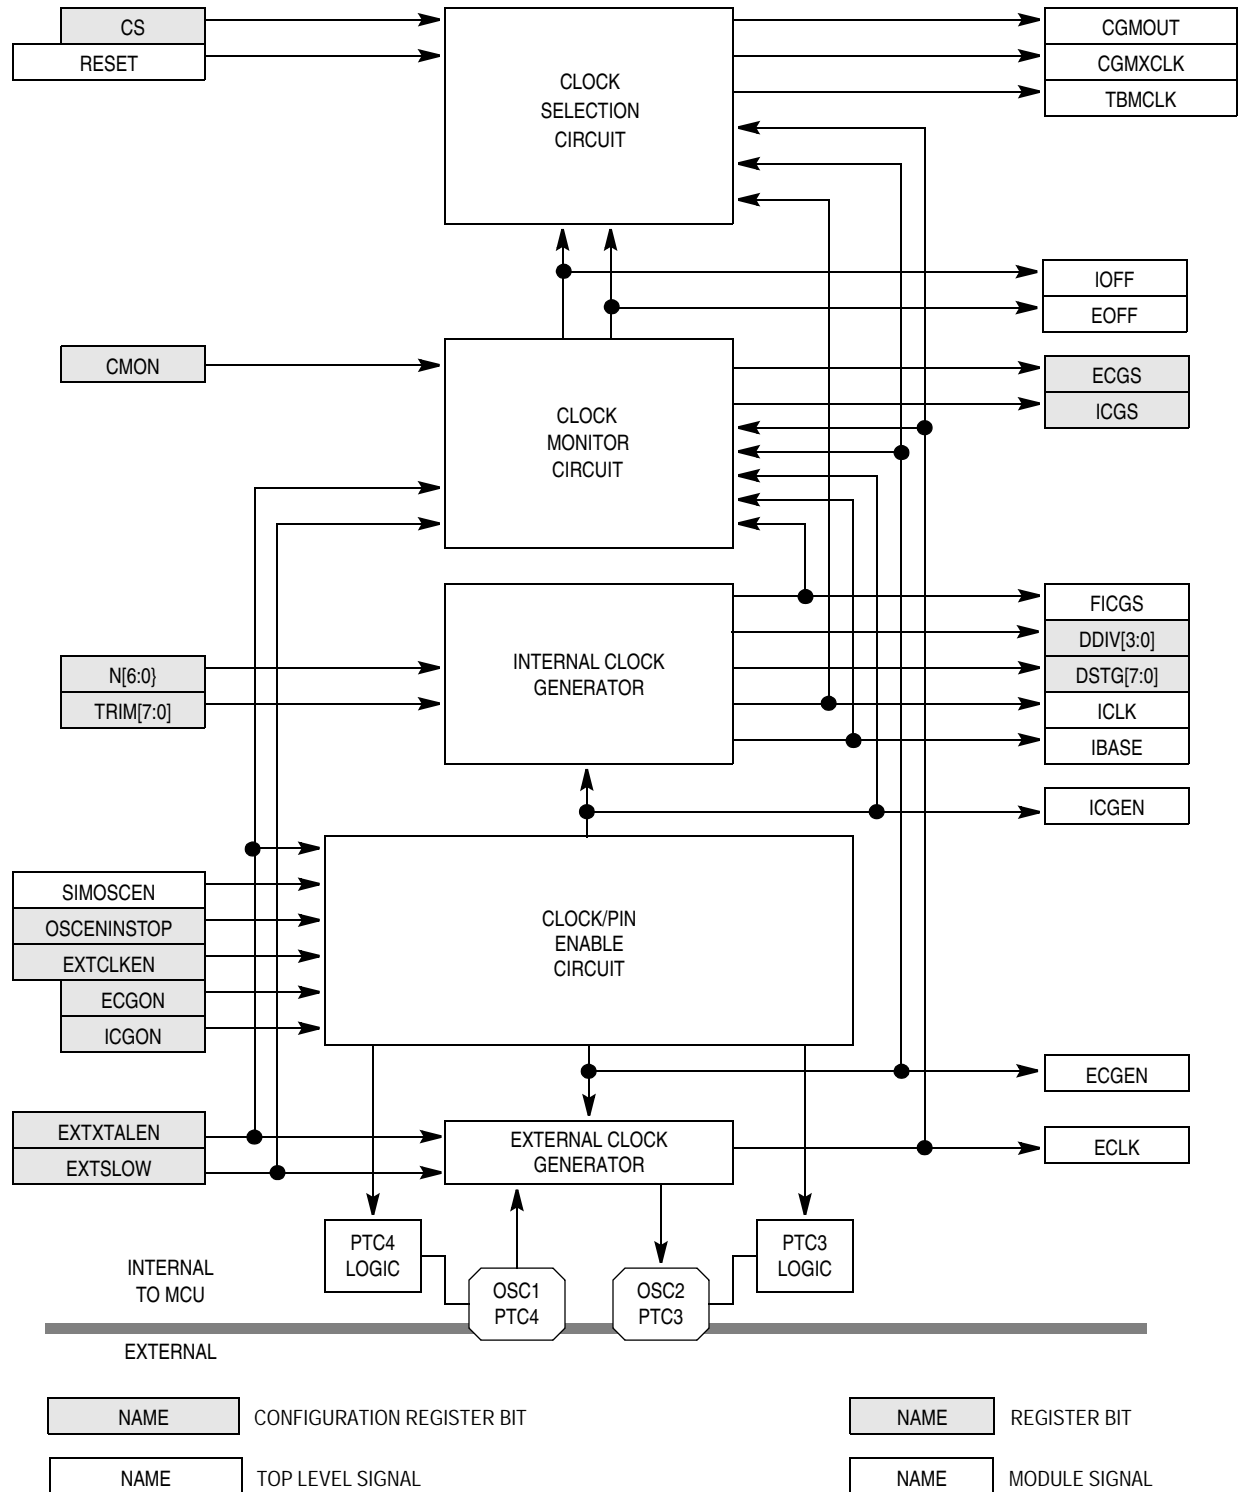 CS
RESET
CLOCK
SELECTION
CIRCUIT
CGMOUT
CGMXCLK
TBMCLK
IOFF
EOFF
CMON
CLOCK
MONITOR
CIRCUIT
ECGS
ICGS
N[6:0}
TRIM[7:0]
INTERNAL CLOCK
GENERATOR
FICGS
DDIV[3:0]
DSTG[7:0]
ICLK
IBASE
ICGEN
SIMOSCEN
OSCENINSTOP
EXTCLKEN
ECGON
ICGON
CLOCK/PIN
ENABLE
CIRCUIT
ECGEN
EXTXTALEN
EXTSLOW
EXTERNAL CLOCK
GENERATOR
ECLK
PTC4
LOGIC
PTC3
LOGIC
OSC1
PTC4
OSC2
PTC3
INTERNAL
TO MCU
EXTERNAL
NAME CONFIGURATION REGISTER BIT
NAME REGISTER BIT
NAME TOP LEVEL SIGNAL
NAME MODULE SIGNAL